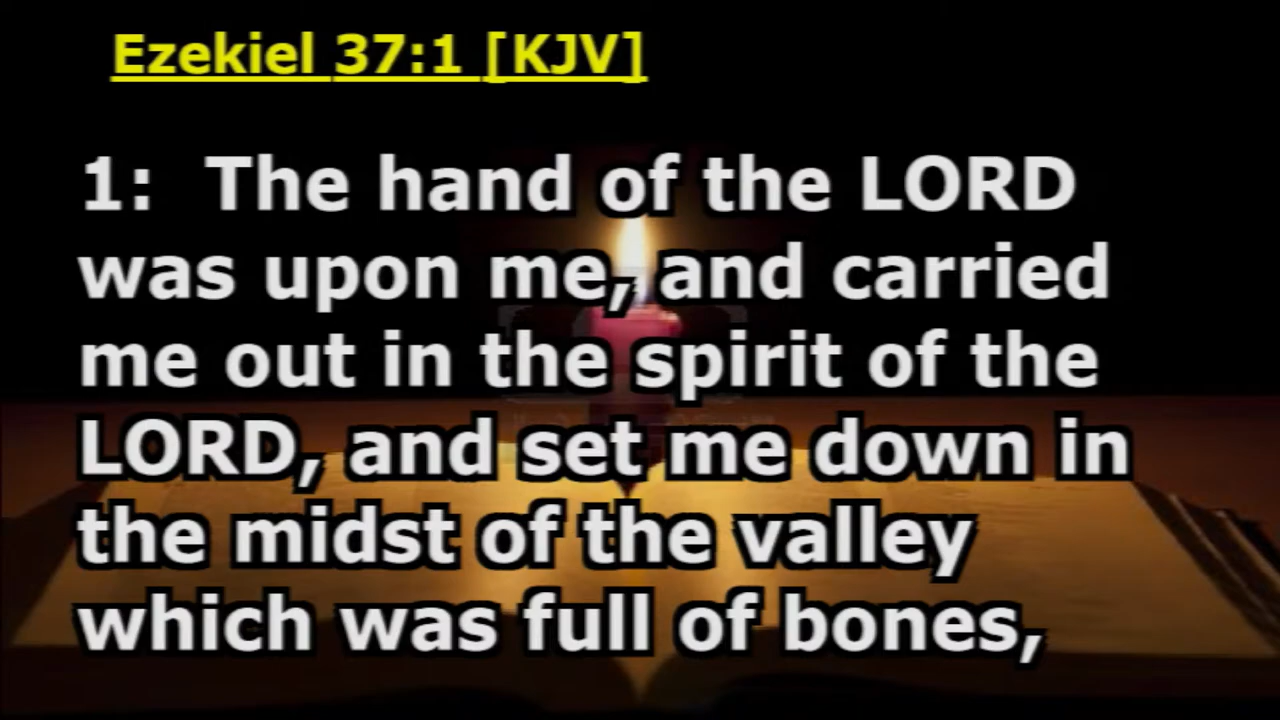 Ezekiel 37:1 [KJV]
1: The hand of the LORD
was upon me, and carried
me out in the spirit of the
LORD, and set me down in
the midst of the valley
which was full of bones,